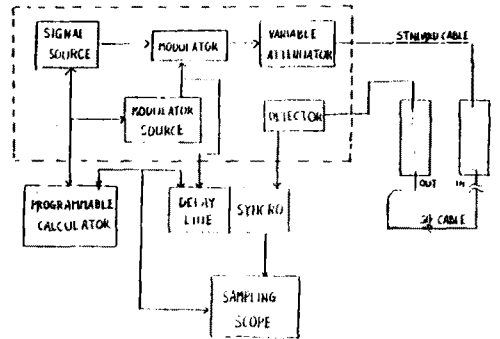 SIGNAL
SOURCE
MODULATOR
VARIABLE
ATTENUATOR
STANDARD CABLE
MODULATOR
SOURCE
DETECTOR
OUT
IN
CABLE
PROGRAMMABLE
CALCULATOR
DELAY
LINE
SYNCRO
SAMPLING
SCOPE